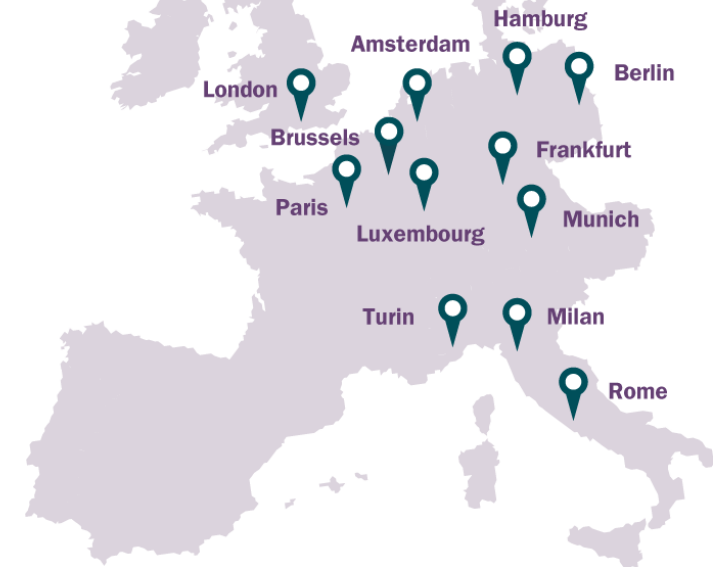 Hamburg
Amsterdam
Berlin
London
Brussels
Frankfurt
Paris
Munich
Luxembourg
Turin
Milan
Rome